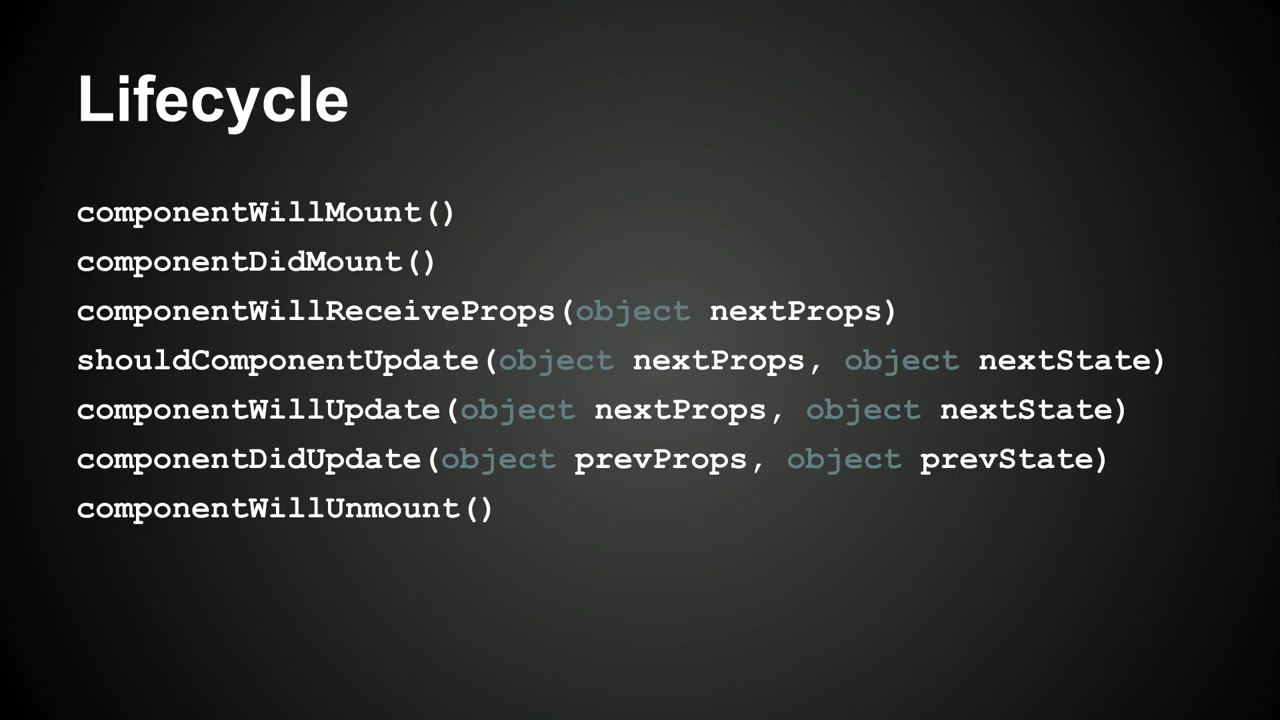 Lifecycle
componentWillMount()
componentDidMount()
componentWillReceiveProps(object nextProps)
shouldComponentUpdate(object nextProps, object nextState)
componentWillUpdate(object nextProps, object nextState)
componentDidUpdate(object prevProps, object prevState)
componentWillUnmount()